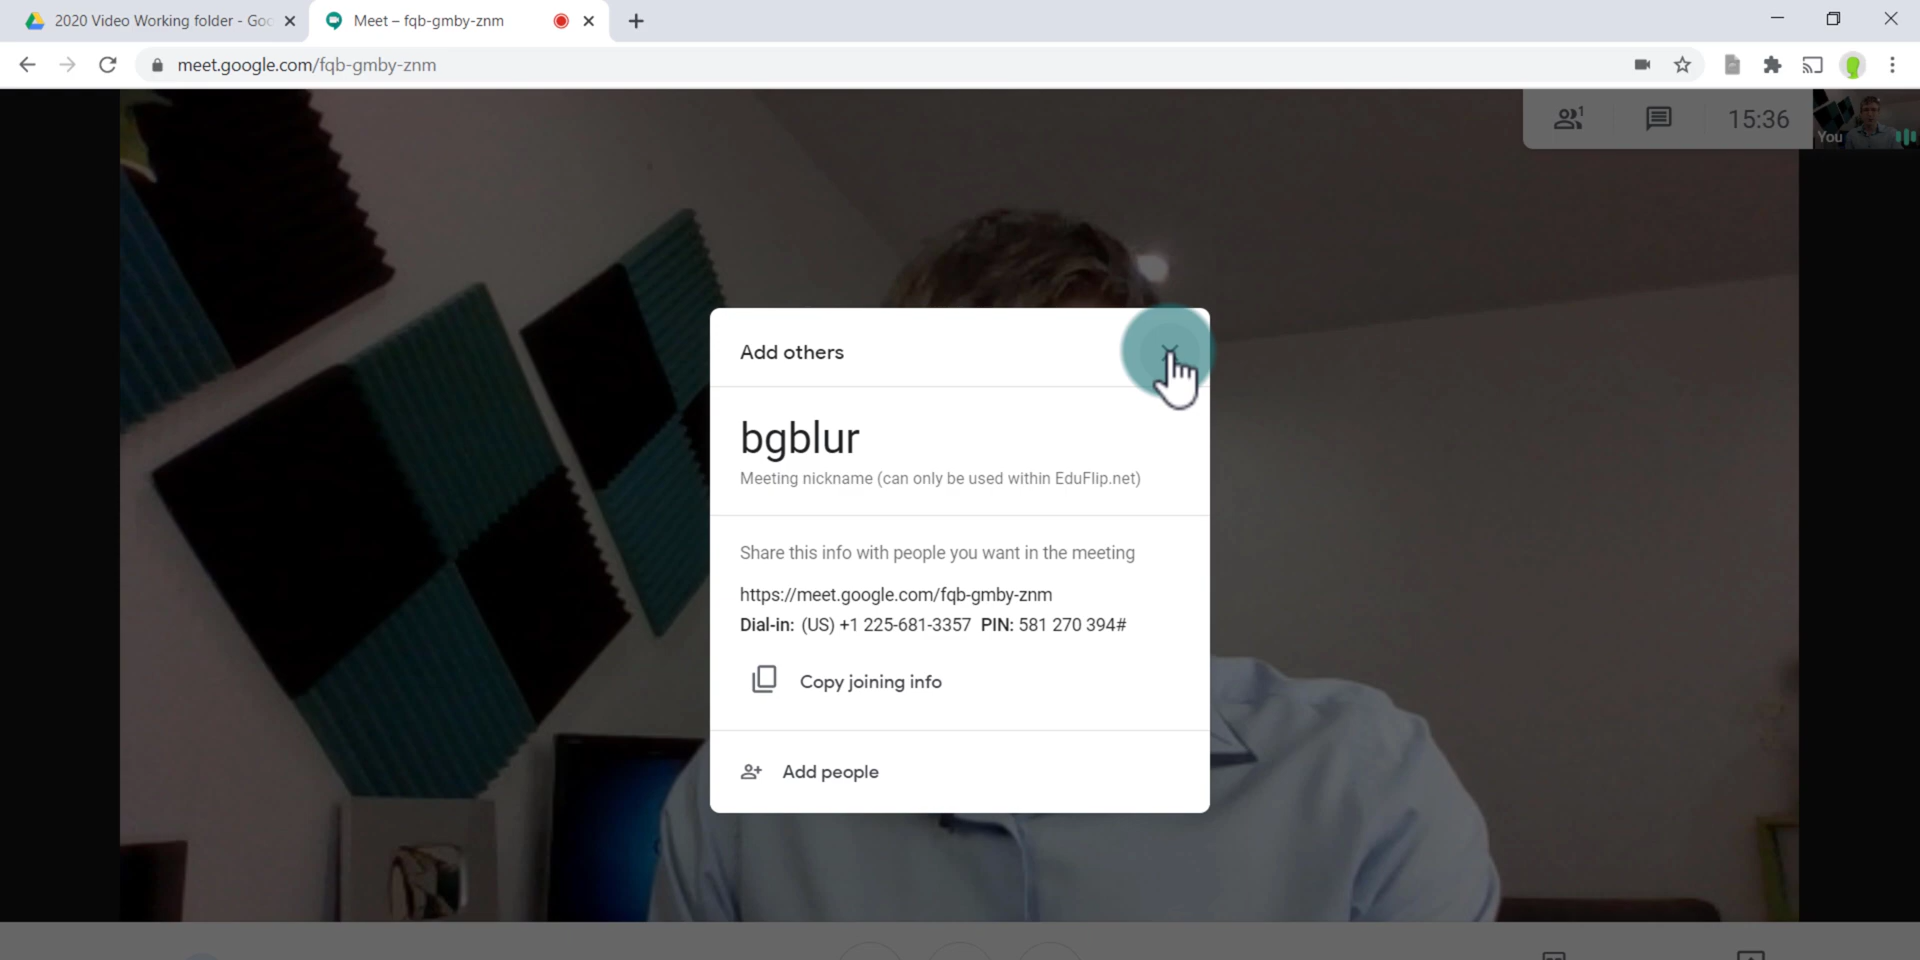 2020 Video Working folder - Goo
Meet – fqb-gmby-znm
meet.google.com/fqb-gmby-znm
1
15:36
You
Add others
bgblur
Meeting nickname (can only be used within EduFlip.net)
Share this info with people you want in the meeting
https://meet.google.com/fqb-gmby-znm
Dial-in: (US) +1 225-681-3357 PIN: 581 270 394#
Copy joining info
Add people